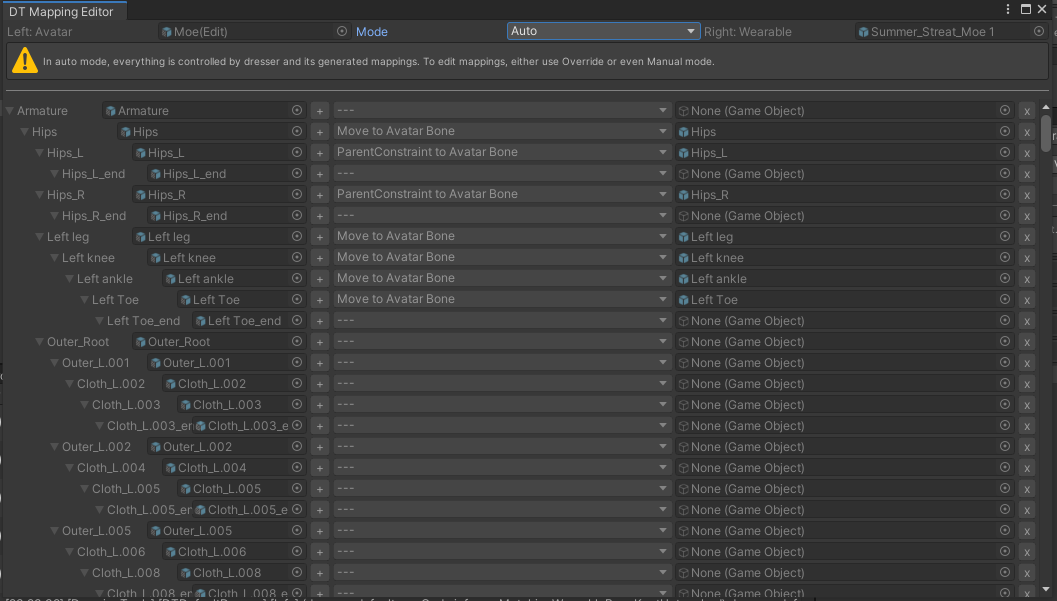 DT Mapping Editor
Left: Avatar Moe(Edit) Mode Auto Right: Wearable Summer_Streat_Moe 1
In auto mode, everything is controlled by dresser and its generated mappings. To edit mappings, either use Override or even Manual mode.
Armature Armature + --- None (Game Object) x
Hips Hips + Move to Avatar Bone Hips x
Hips_L Hips_L + ParentConstraint to Avatar Bone Hips_L x
Hips_L_end Hips_L_end + --- None (Game Object) x
Hips_R Hips_R + ParentConstraint to Avatar Bone Hips_R x
Hips_R_end Hips_R_end + --- None (Game Object) x
Left leg Left leg + Move to Avatar Bone Left leg x
Left knee Left knee + Move to Avatar Bone Left knee x
Left ankle Left ankle + Move to Avatar Bone Left ankle x
Left Toe Left Toe + Move to Avatar Bone Left Toe x
Left Toe_end Left Toe_end + --- None (Game Object) x
Outer_Root Outer_Root + --- None (Game Object) x
Outer_L.001 Outer_L.001 + --- None (Game Object) x
Cloth_L.002 Cloth_L.002 + --- None (Game Object) x
Cloth_L.003 Cloth_L.003 + --- None (Game Object) x
Cloth_L.003_en Cloth_L.003_e + --- None (Game Object) x
Outer_L.002 Outer_L.002 + --- None (Game Object) x
Cloth_L.004 Cloth_L.004 + --- None (Game Object) x
Cloth_L.005 Cloth_L.005 + --- None (Game Object) x
Cloth_L.005_en Cloth_L.005_e + --- None (Game Object) x
Outer_L.005 Outer_L.005 + --- None (Game Object) x
Cloth_L.006 Cloth_L.006 + --- None (Game Object) x
Cloth_L.008 Cloth_L.008 + --- None (Game Object) x
Cloth_L.008_en Cloth_L.008_e + --- None (Game Object) x